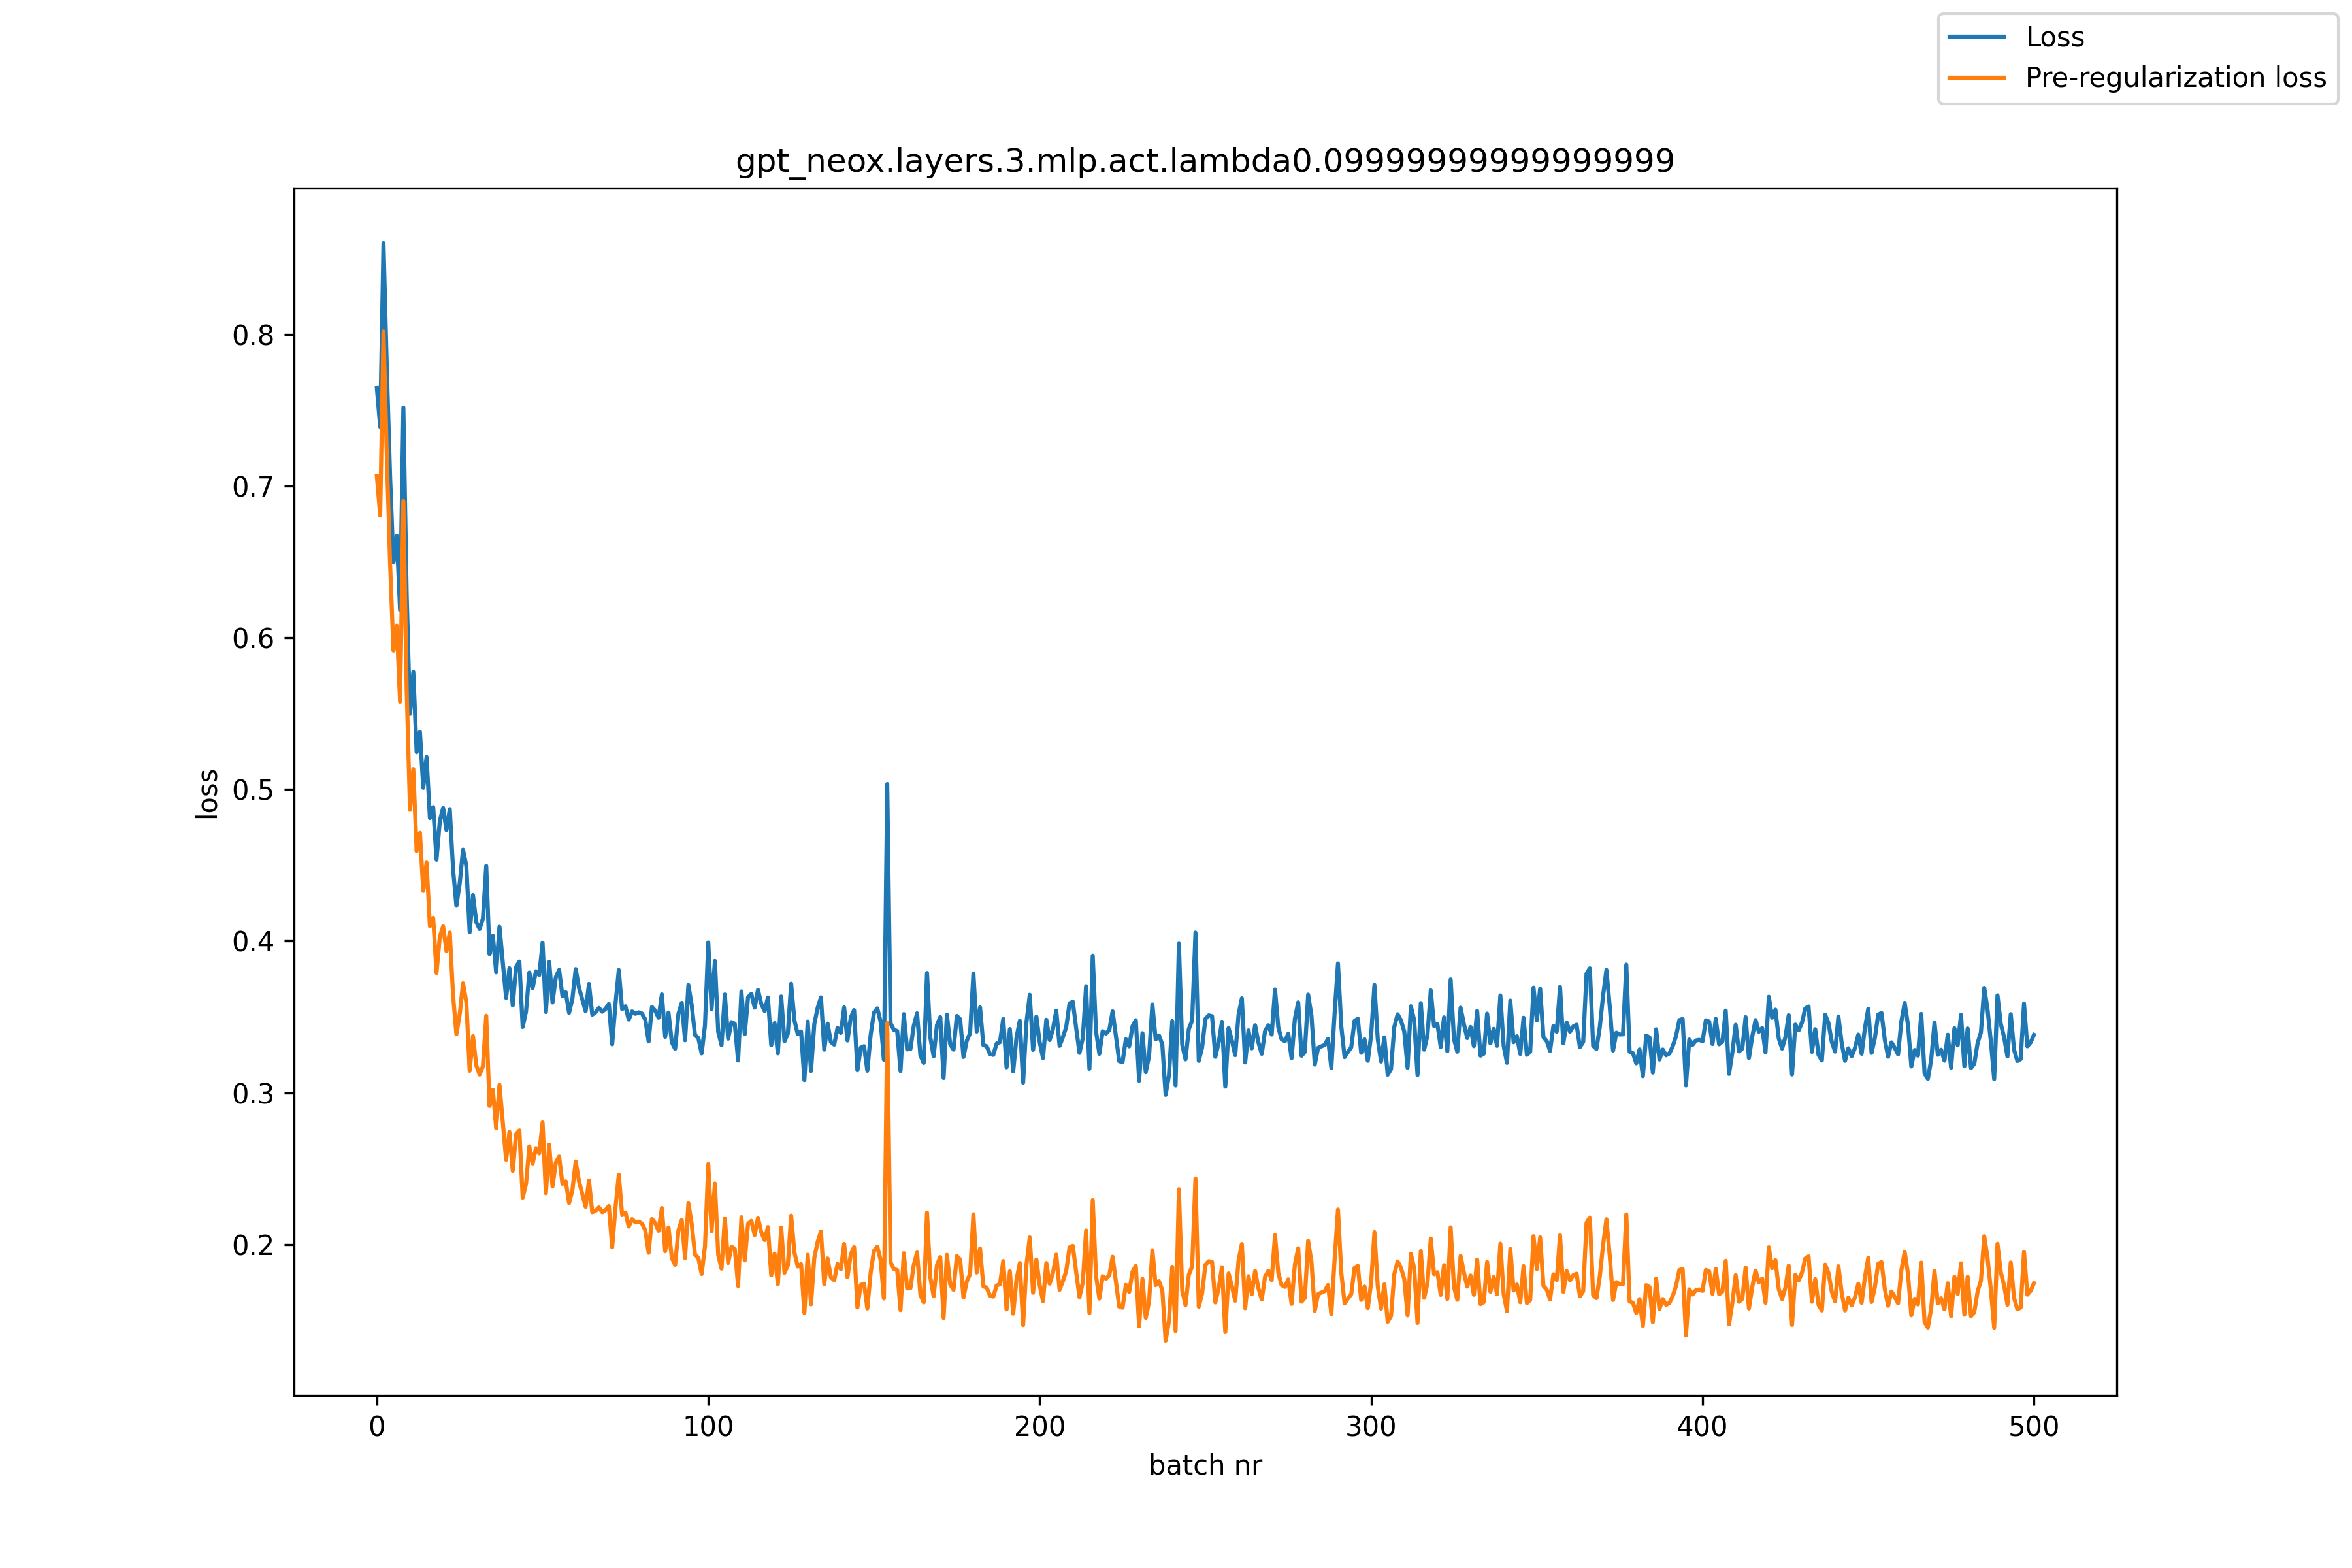 Loss
Pre-regularization loss
gpt_neox.layers.3.mlp.act.lambda0.09999999999999999
0.8
0.7
0.6
0.5
0.4
0.3
0.2
loss
0 100 200 300 400 500
batch nr